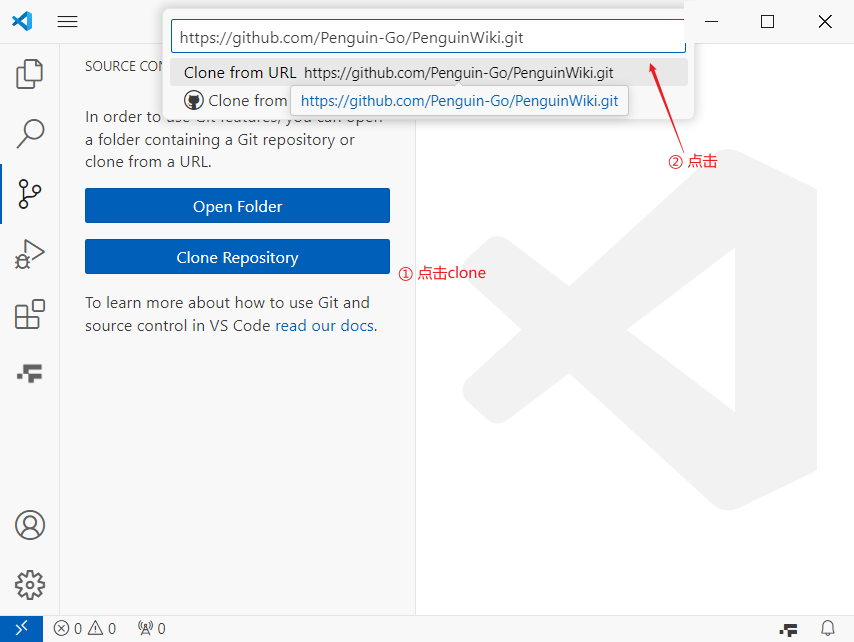 https://github.com/Penguin-Go/PenguinWiki.git
Clone from URL https://github.com/Penguin-Go/PenguinWiki.git
Clone from
https://github.com/Penguin-Go/PenguinWiki.git
SOURCE CON
In order to use Git features, you can open
a folder containing a Git repository or
clone from a URL.
② 点击
Open Folder
Clone Repository
① 点击clone
To learn more about how to use Git and
source control in VS Code read our docs.
0 0 0